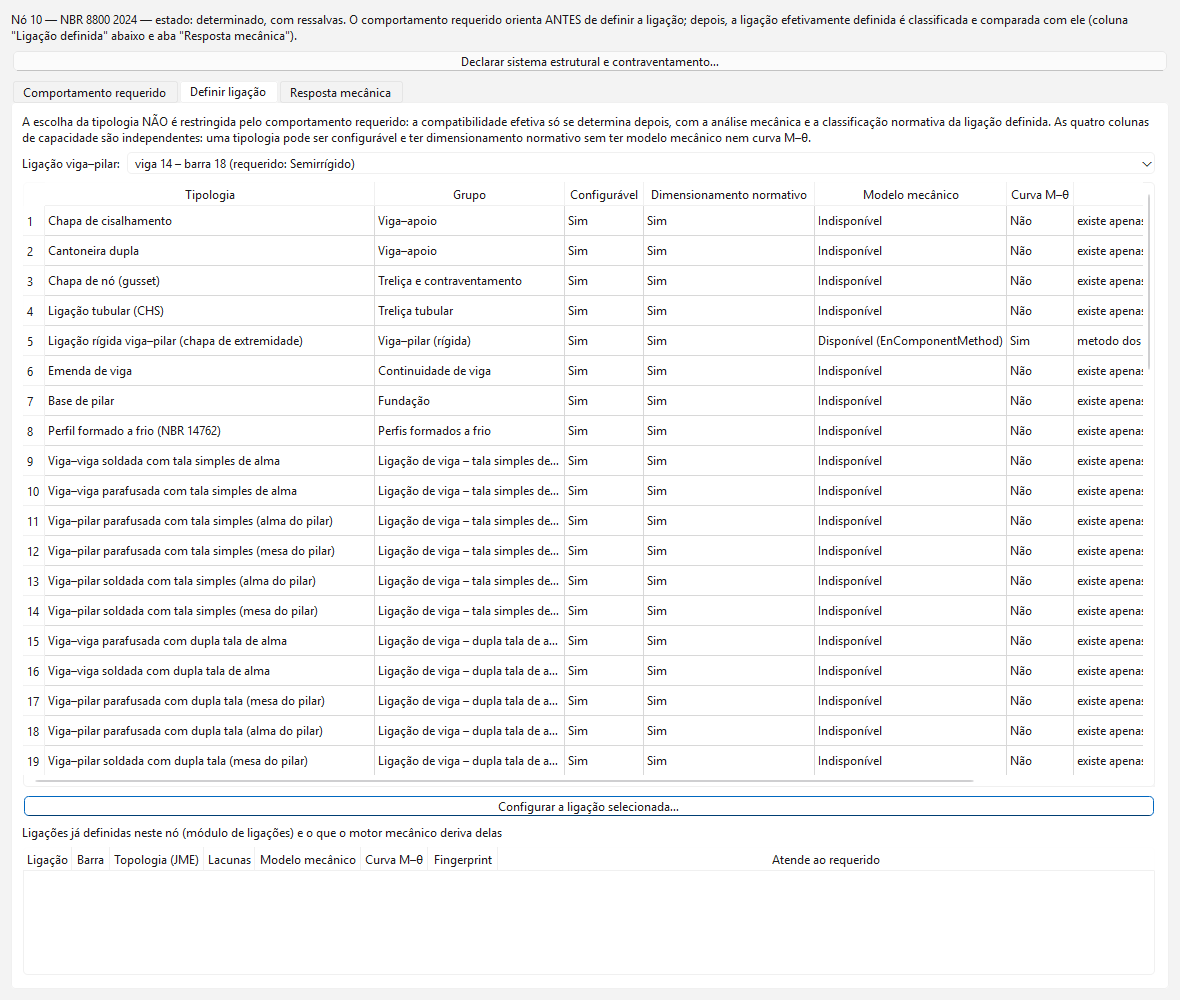 Nó 10 — NBR 8800 2024 — estado: determinado, com ressalvas. O comportamento requerido orienta ANTES de definir a ligação; depois, a ligação efetivamente definida é classificada e comparada com ele (coluna
"Ligação definida" abaixo e aba "Resposta mecânica").
Declarar sistema estrutural e contraventamento...
Comportamento requerido Definir ligação Resposta mecânica
A escolha da tipologia NÃO é restringida pelo comportamento requerido: a compatibilidade efetiva só se determina depois, com a análise mecânica e a classificação normativa da ligação definida. As quatro colunas
de capacidade são independentes: uma tipologia pode ser configurável e ter dimensionamento normativo sem ter modelo mecânico nem curva M–θ.
Ligação viga–pilar: viga 14 – barra 18 (requerido: Semirrígido)
Tipologia Grupo Configurável Dimensionamento normativo Modelo mecânico Curva M–θ
1 Chapa de cisalhamento Viga–apoio Sim Sim Indisponível Não existe apenas
2 Cantoneira dupla Viga–apoio Sim Sim Indisponível Não existe apenas
3 Chapa de nó (gusset) Treliça e contraventamento Sim Sim Indisponível Não existe apenas
4 Ligação tubular (CHS) Treliça tubular Sim Sim Indisponível Não existe apenas
5 Ligação rígida viga–pilar (chapa de extremidade) Viga–pilar (rígida) Sim Sim Disponível (EnComponentMethod) Sim metodo dos
6 Emenda de viga Continuidade de viga Sim Sim Indisponível Não existe apenas
7 Base de pilar Fundação Sim Sim Indisponível Não existe apenas
8 Perfil formado a frio (NBR 14762) Perfis formados a frio Sim Sim Indisponível Não existe apenas
9 Viga–viga soldada com tala simples de alma Ligação de viga – tala simples de... Sim Sim Indisponível Não existe apenas
10 Viga–viga parafusada com tala simples de alma Ligação de viga – tala simples de... Sim Sim Indisponível Não existe apenas
11 Viga–pilar parafusada com tala simples (alma do pilar) Ligação de viga – tala simples de... Sim Sim Indisponível Não existe apenas
12 Viga–pilar parafusada com tala simples (mesa do pilar) Ligação de viga – tala simples de... Sim Sim Indisponível Não existe apenas
13 Viga–pilar soldada com tala simples (alma do pilar) Ligação de viga – tala simples de... Sim Sim Indisponível Não existe apenas
14 Viga–pilar soldada com tala simples (mesa do pilar) Ligação de viga – tala simples de... Sim Sim Indisponível Não existe apenas
15 Viga–viga parafusada com dupla tala de alma Ligação de viga – dupla tala de a... Sim Sim Indisponível Não existe apenas
16 Viga–viga soldada com dupla tala de alma Ligação de viga – dupla tala de a... Sim Sim Indisponível Não existe apenas
17 Viga–pilar parafusada com dupla tala (mesa do pilar) Ligação de viga – dupla tala de a... Sim Sim Indisponível Não existe apenas
18 Viga–pilar parafusada com dupla tala (alma do pilar) Ligação de viga – dupla tala de a... Sim Sim Indisponível Não existe apenas
19 Viga–pilar soldada com dupla tala (mesa do pilar) Ligação de viga – dupla tala de a... Sim Sim Indisponível Não existe apenas
Configurar a ligação selecionada...
Ligações já definidas neste nó (módulo de ligações) e o que o motor mecânico deriva delas
Ligação Barra Topologia (JME) Lacunas Modelo mecânico Curva M–θ Fingerprint Atende ao requerido